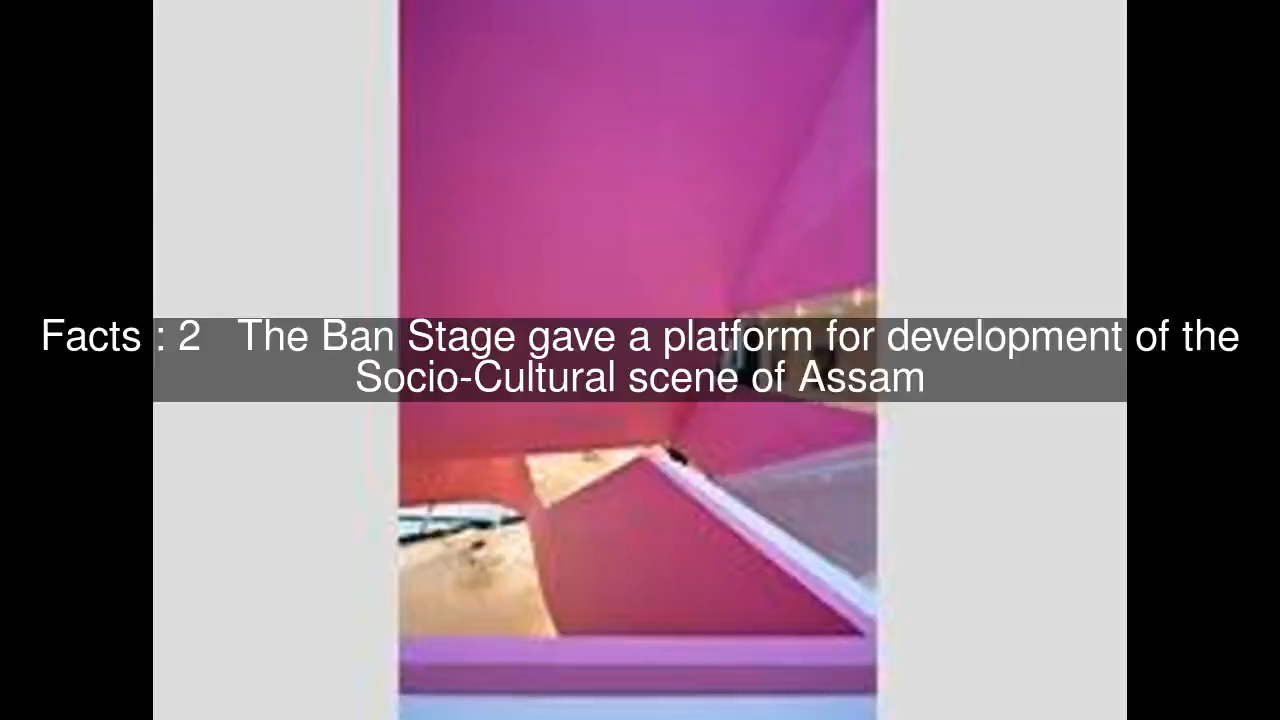 Facts : 2   The Ban Stage gave a platform for development of the
Socio-Cultural scene of Assam